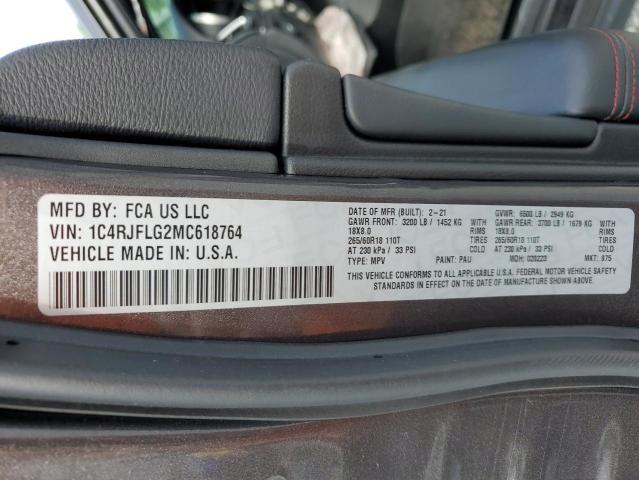 MFD BY: FCA US LLC
VIN: 1C4RJFLG2MC618764
VEHICLE MADE IN: U.S.A.
DATE OF MFR (BUILT): 2-21 GVWR: 6500 LB / 2949 KG
GAWR FRONT: 3200 LB / 1452 KG GAWR REAR: 3700 LB / 1679 KG
18X8.0 RIMS 18X8.0 RIMS
265/60R18 110T TIRES 265/60R18 110T TIRES
AT 230 kPa / 33 PSI COLD AT 230 kPa / 33 PSI COLD
TYPE: MPV PAINT: PAU MDH: 020223 MKT: 975
THIS VEHICLE CONFORMS TO ALL APPLICABLE U.S.A. FEDERAL MOTOR VEHICLE SAFETY
STANDARDS IN EFFECT ON THE DATE OF MANUFACTURE SHOWN ABOVE.